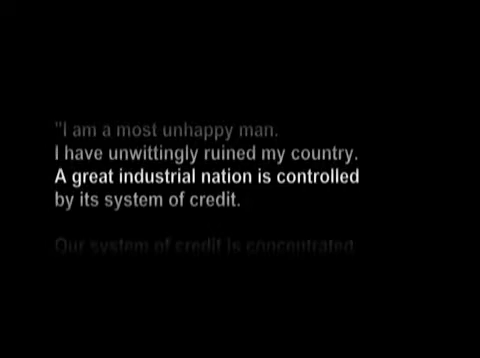 "I am a most unhappy man.
I have unwittingly ruined my country.
A great industrial nation is controlled
by its system of credit.
Our system of credit is concentrated